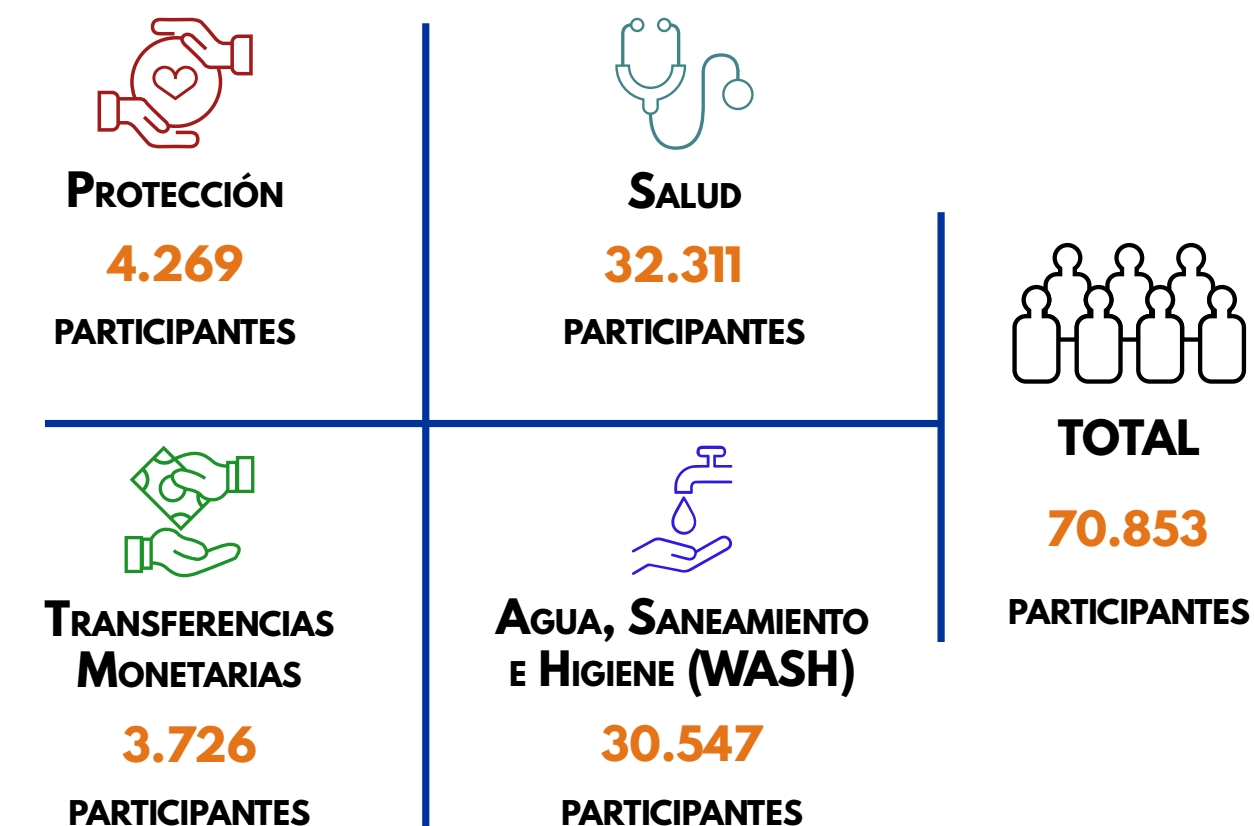 Protección
4.269
PARTICIPANTES
Salud
32.311
PARTICIPANTES
Transferencias
Monetarias
3.726
PARTICIPANTES
Agua, Saneamiento
e Higiene (WASH)
30.547
PARTICIPANTES
TOTAL
70.853
PARTICIPANTES